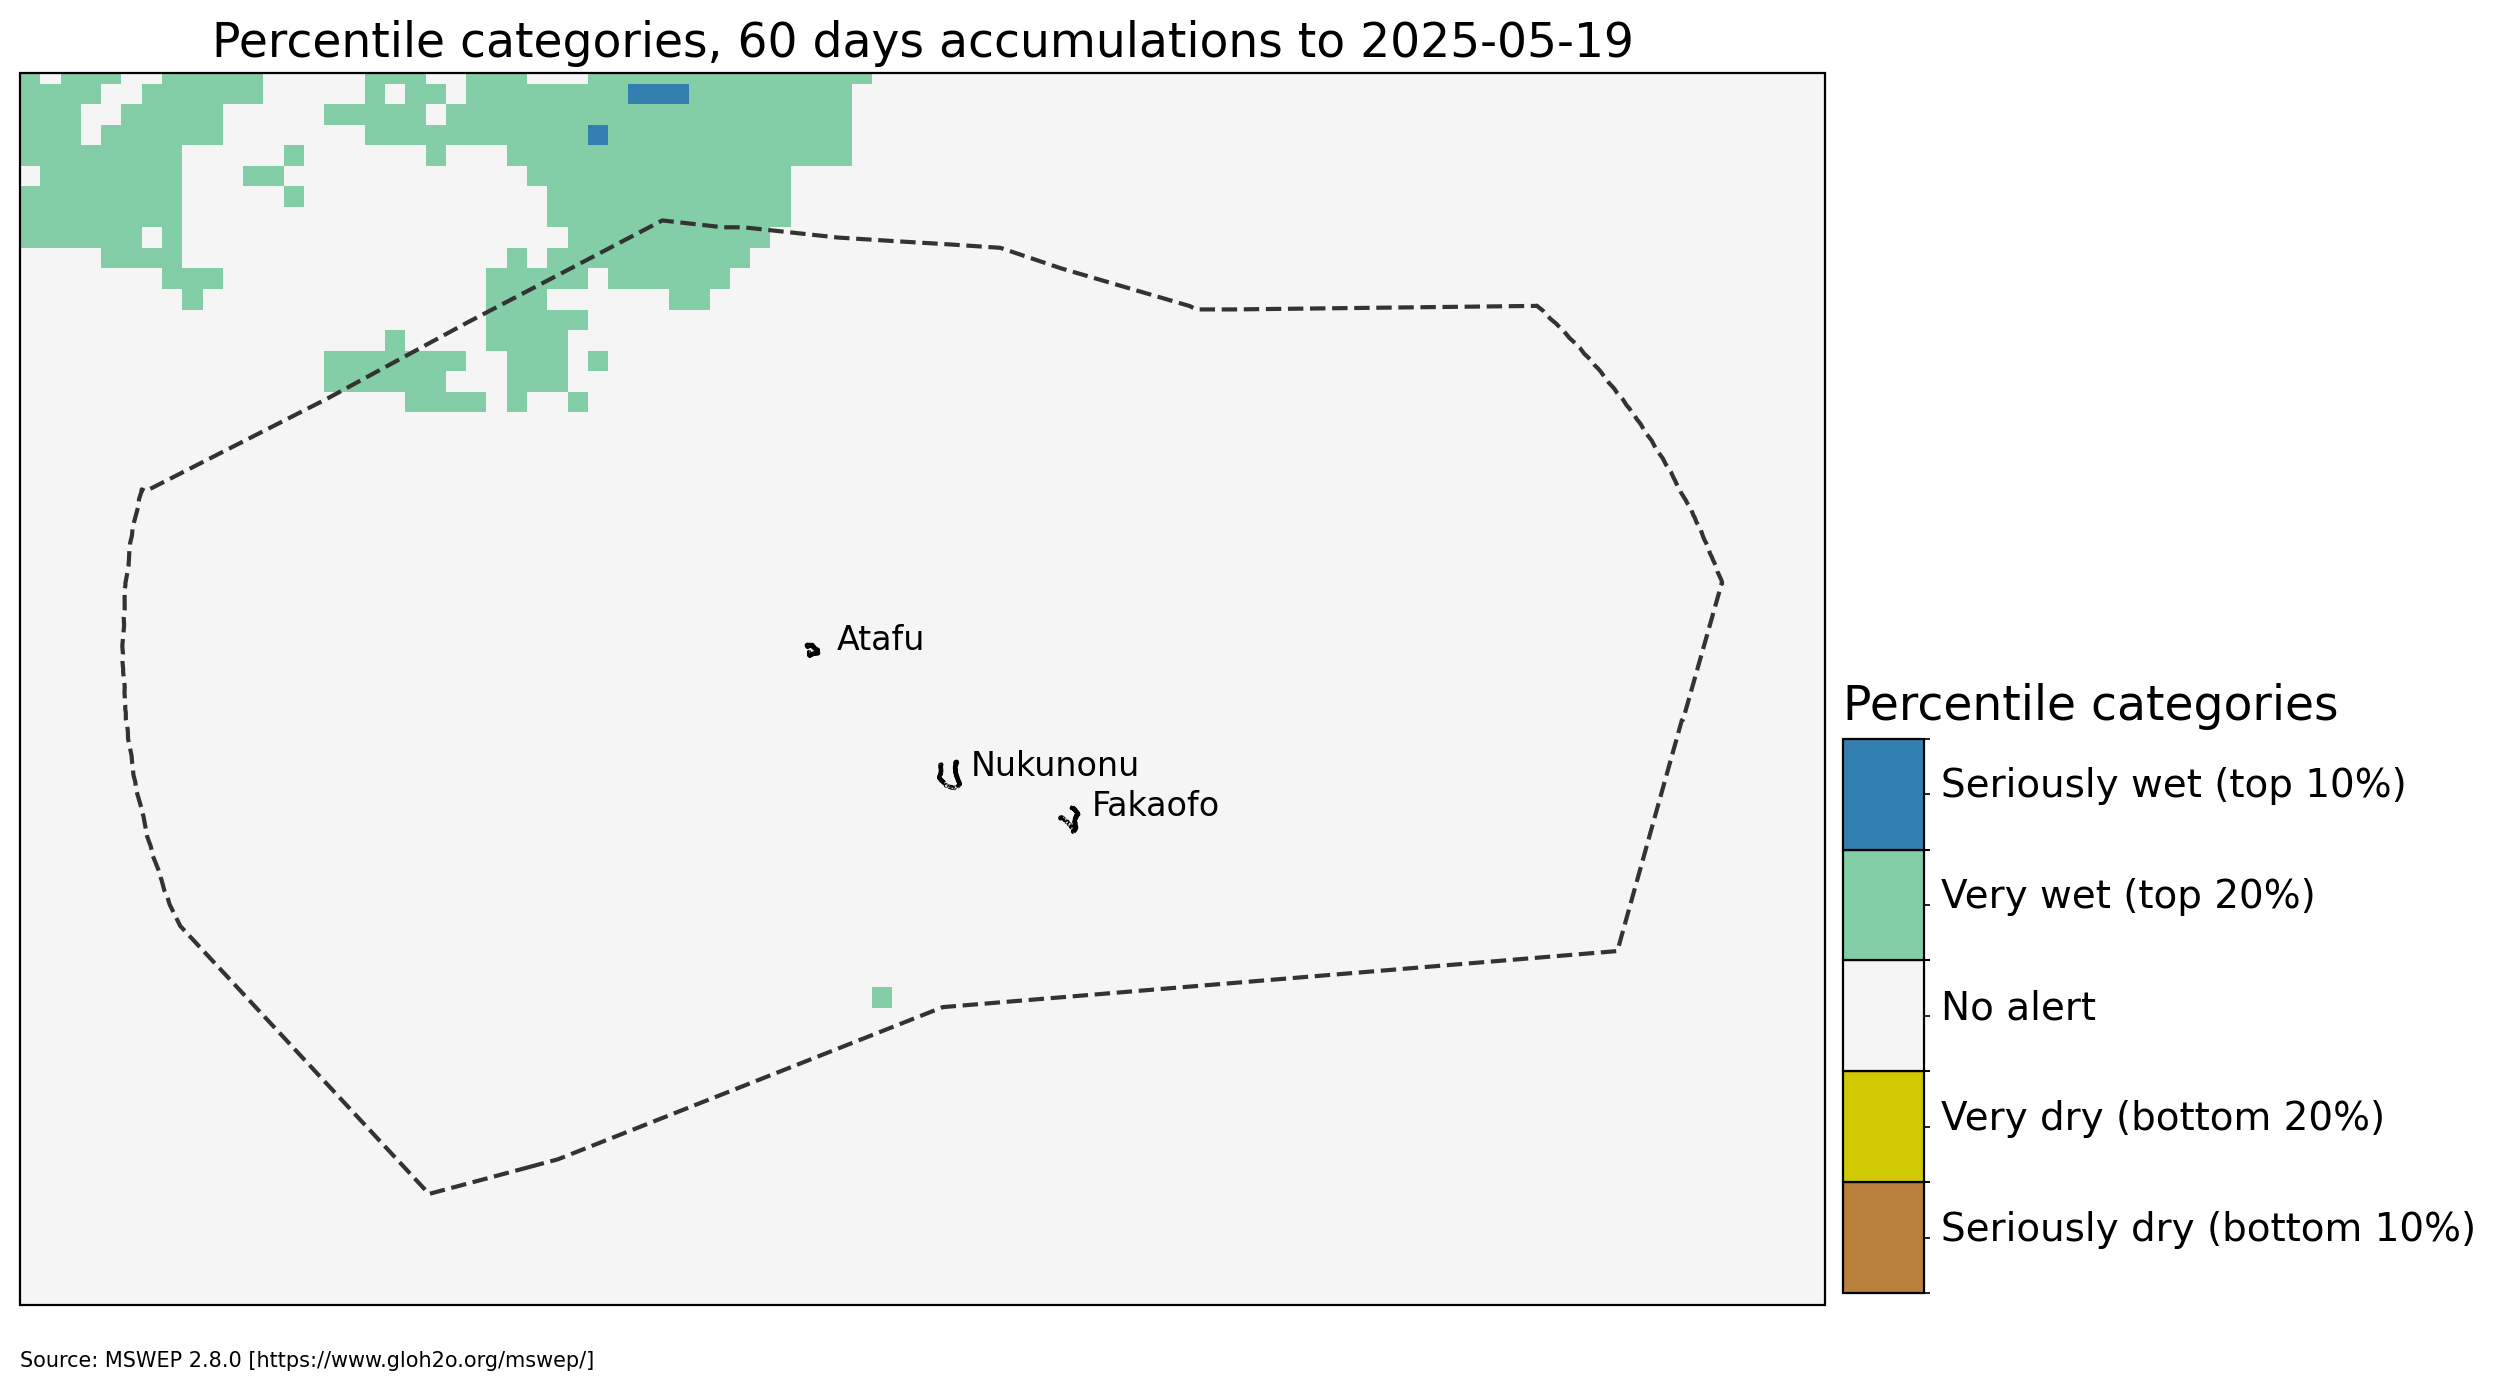 Percentile categories, 60 days accumulations to 2025-05-19
Atafu
Nukunonu
Fakaofo
Percentile categories
Seriously wet (top 10%)
Very wet (top 20%)
No alert
Very dry (bottom 20%)
Seriously dry (bottom 10%)
Source: MSWEP 2.8.0 [https://www.gloh2o.org/mswep/]